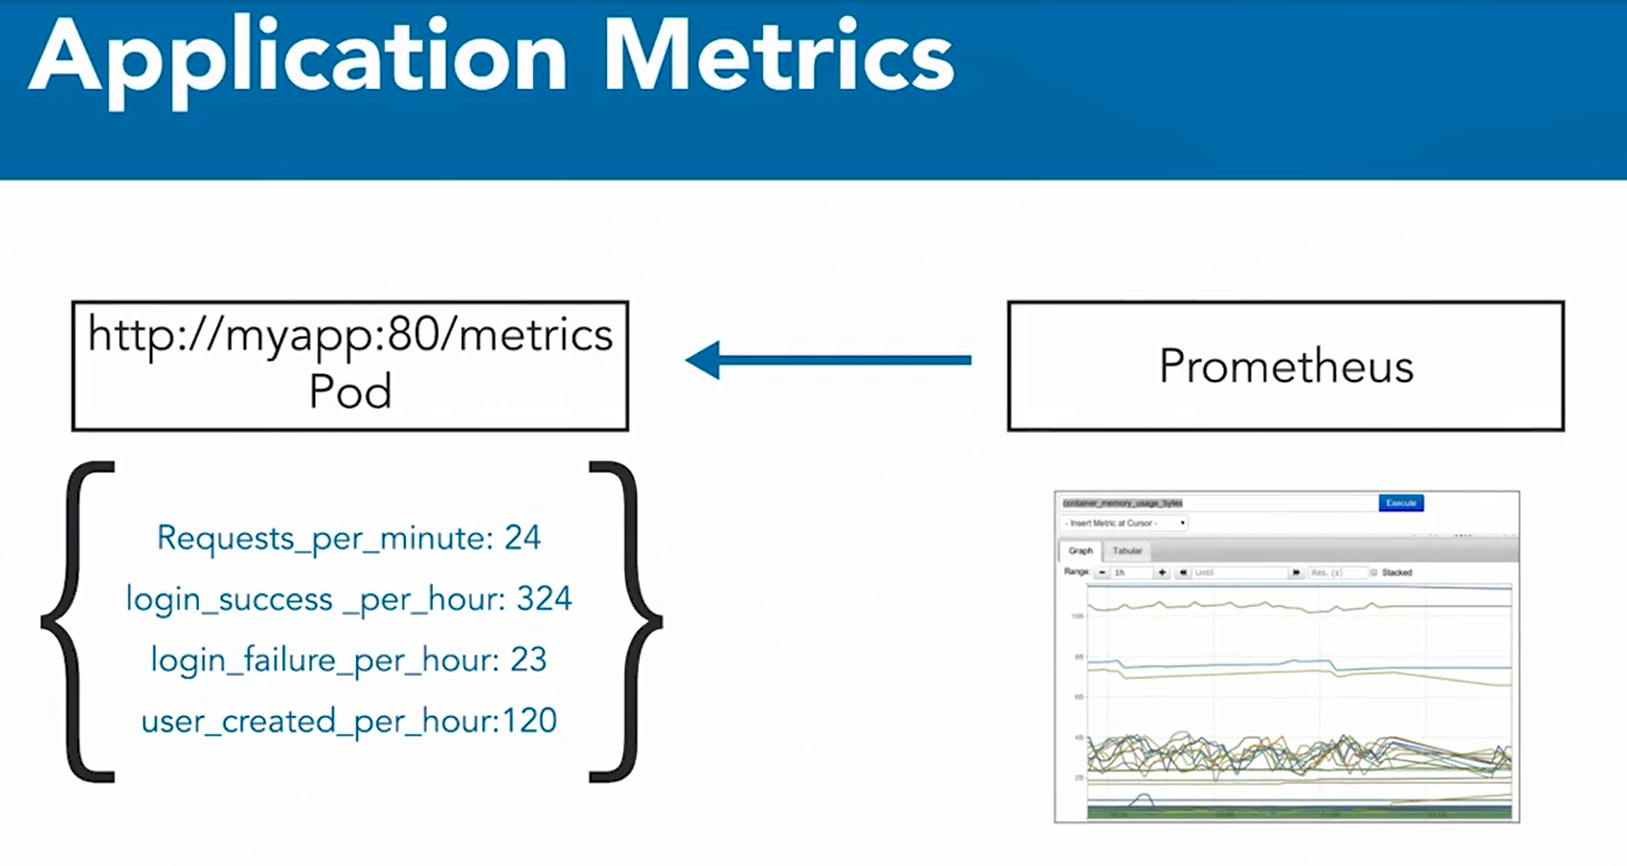 Application Metrics
http://myapp:80/metrics
Pod
Prometheus
Requests_per_minute: 24
login_success _per_hour: 324
login_failure_per_hour: 23
user_created_per_hour:120
container_memory_usage_bytes
Execute
- Insert Metric at Cursor -
Graph
Tabular
Range: - 1h + Until Res. (s) Stacked